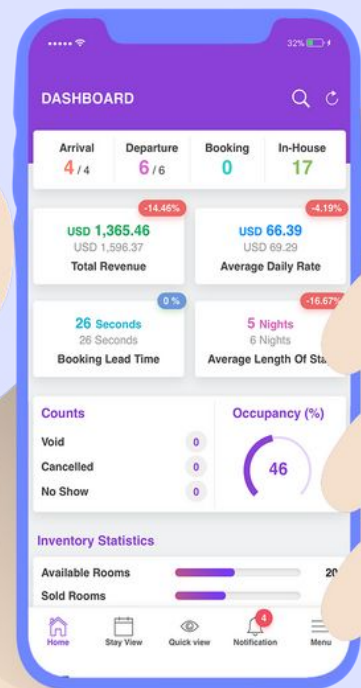 32%
DASHBOARD
Arrival Departure Booking In-House
4 / 4 6 / 6 0 17
-14.46% -4.19%
USD 1,365.46 USD 66.39
USD 1,596.37 USD 69.29
Total Revenue Average Daily Rate
0 % -16.67%
26 Seconds 5 Nights
26 Seconds 6 Nights
Booking Lead Time Average Length Of
Counts Occupancy (%)
Void 0
Cancelled 0
No Show 0
46
Inventory Statistics
Available Rooms
Sold Rooms
4
Home Stay View Quick view Notification Menu